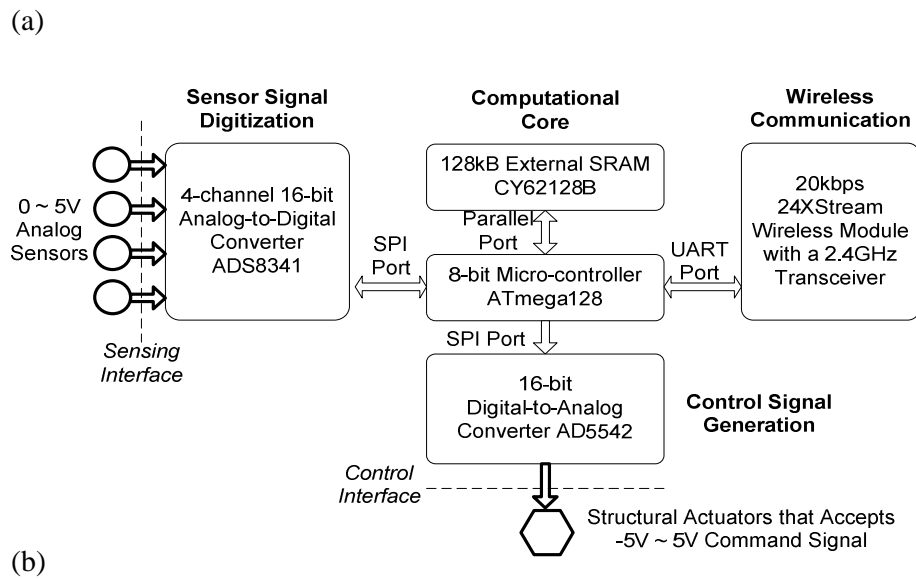 (a)
Sensor Signal
Digitization
Computational
Core
Wireless
Communication
0 ~ 5V
Analog
Sensors
4-channel 16-bit
Analog-to-Digital
Converter
ADS8341
Sensing
Interface
SPI
Port
128kB External SRAM
CY62128B
Parallel
Port
8-bit Micro-controller
ATmega128
UART
Port
20kbps
24XStream
Wireless Module
with a 2.4GHz
Transceiver
SPI Port
16-bit
Digital-to-Analog
Converter AD5542
Control Signal
Generation
Control
Interface
Structural Actuators that Accepts
-5V ~ 5V Command Signal
(b)